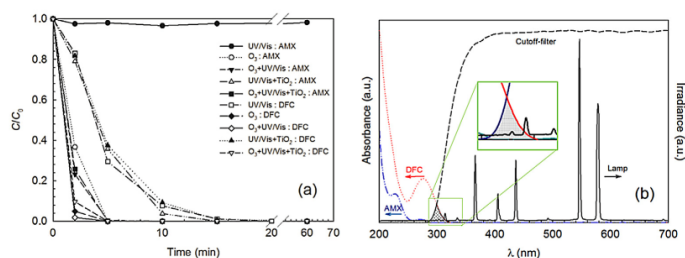 C/C₀
1,0
0,8
0,6
0,4
0,2
0,0
0
5
10
15
20
60
70
Time (min)
UV/Vis : AMX
O₃ : AMX
O₃+UV/Vis : AMX
UV/Vis+TiO₂ : AMX
O₃+UV/Vis+TiO₂ : AMX
UV/Vis : DFC
O₃ : DFC
O₃+UV/Vis : DFC
UV/Vis+TiO₂ : DFC
O₃+UV/Vis+TiO₂ : DFC
(a)
Absorbance (a.u.)
Irradiance (a.u.)
Cutoff-filter
DFC
AMX
Lamp
(b)
200
300
400
500
600
700
λ (nm)